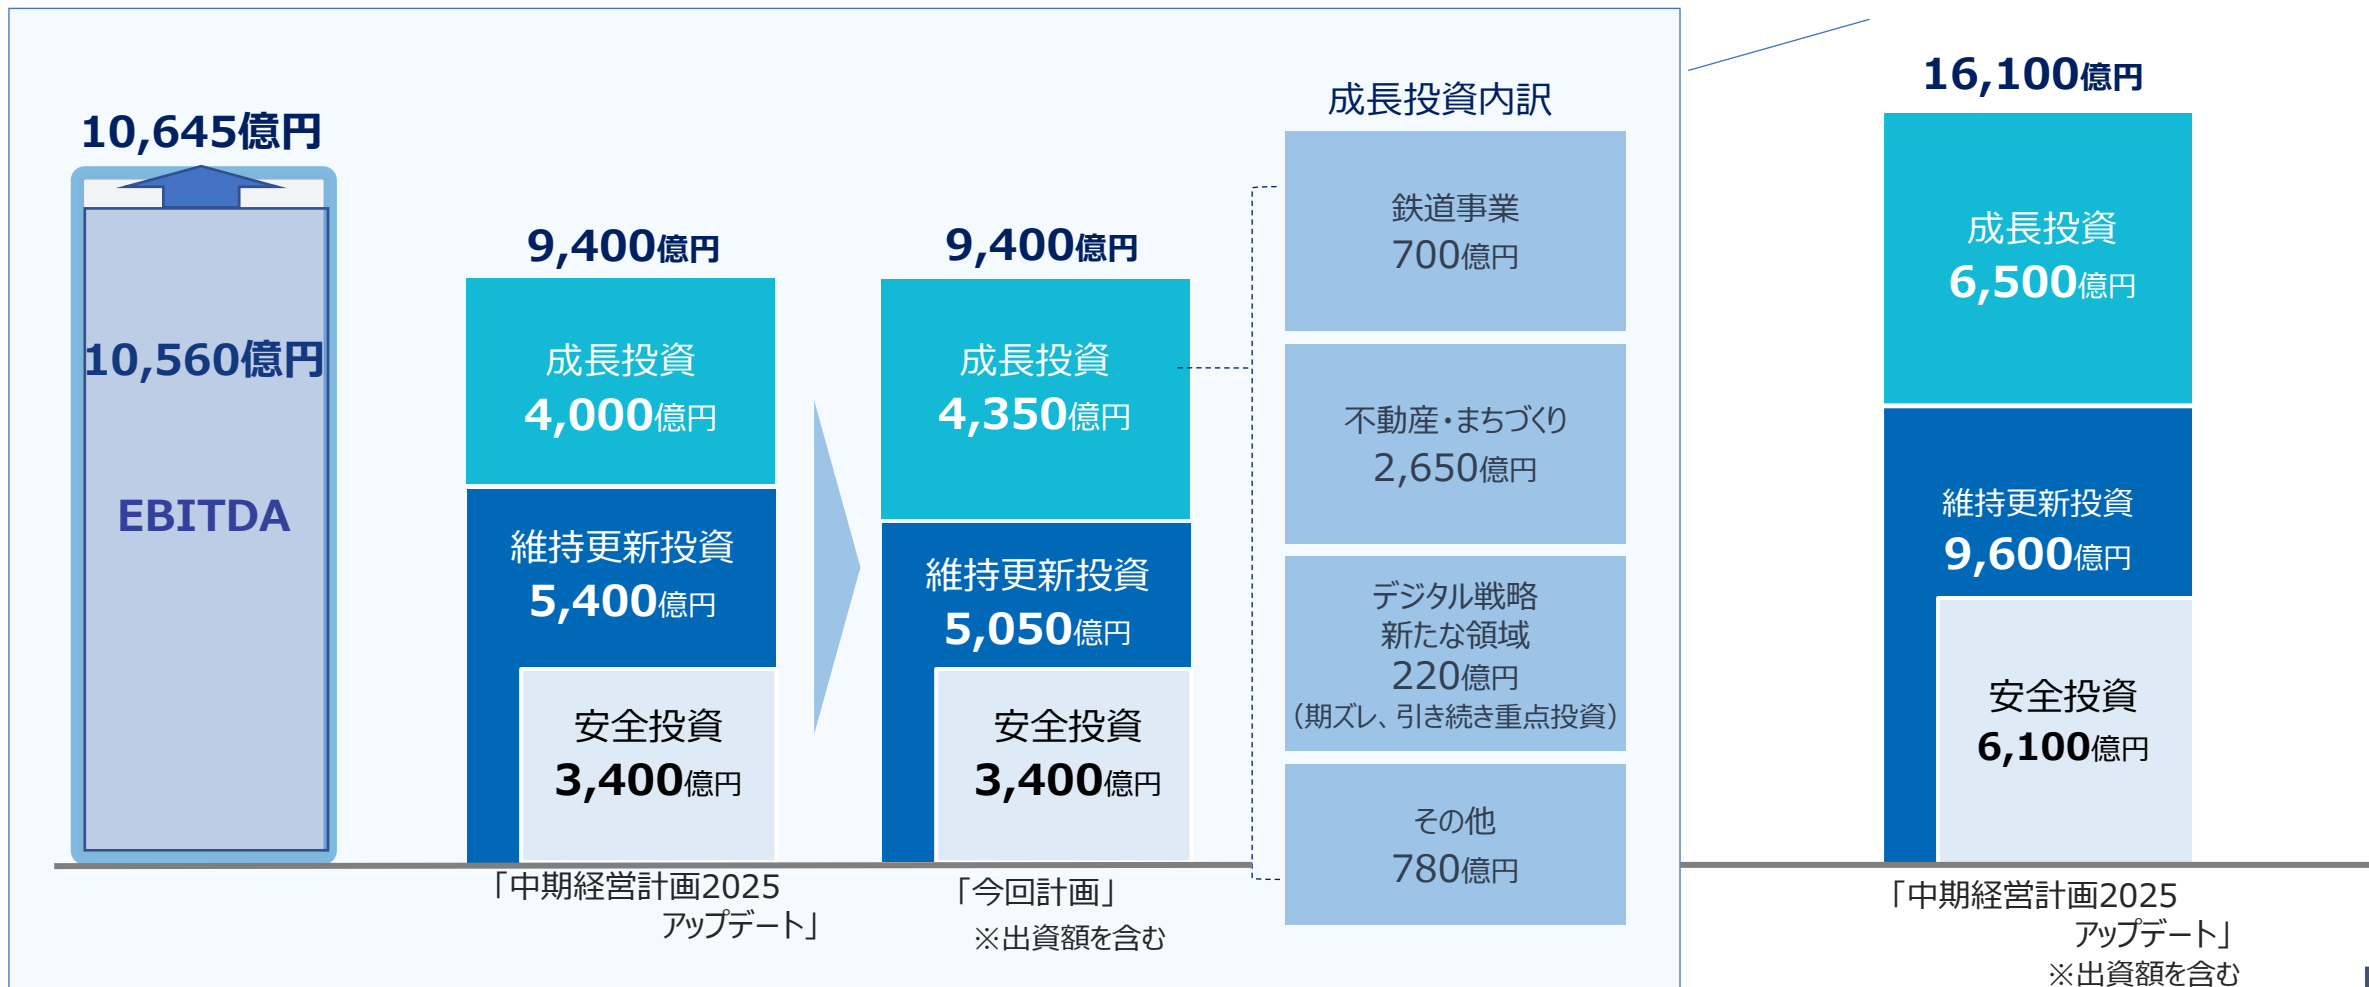 10,645億円
10,560億円
EBITDA
9,400億円
成長投資
4,000億円
維持更新投資
5,400億円
安全投資
3,400億円
「中期経営計画2025
アップデート」
9,400億円
成長投資
4,350億円
維持更新投資
5,050億円
安全投資
3,400億円
「今回計画」
※出資額を含む
成長投資内訳
鉄道事業
700億円
不動産・まちづくり
2,650億円
デジタル戦略
新たな領域
220億円
（期ズレ、引き続き重点投資）
その他
780億円
16,100億円
成長投資
6,500億円
維持更新投資
9,600億円
安全投資
6,100億円
「中期経営計画2025
アップデート」
※出資額を含む